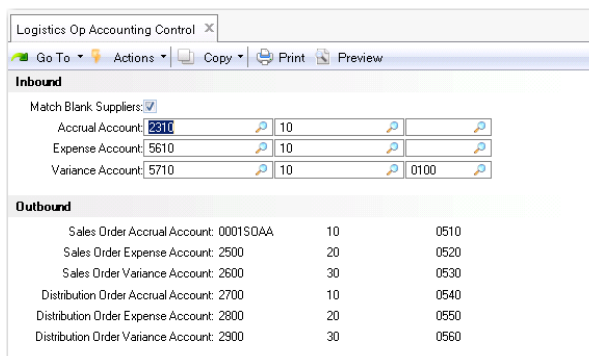 Logistics Op Accounting Control X
Go To Actions Copy Print Preview
Inbound
Match Blank Suppliers:
Accrual Account: 2310 10
Expense Account: 5610 10
Variance Account: 5710 10 0100
Outbound
Sales Order Accrual Account: 0001SOAA 10 0510
Sales Order Expense Account: 2500 20 0520
Sales Order Variance Account: 2600 30 0530
Distribution Order Accrual Account: 2700 10 0540
Distribution Order Expense Account: 2800 20 0550
Distribution Order Variance Account: 2900 30 0560